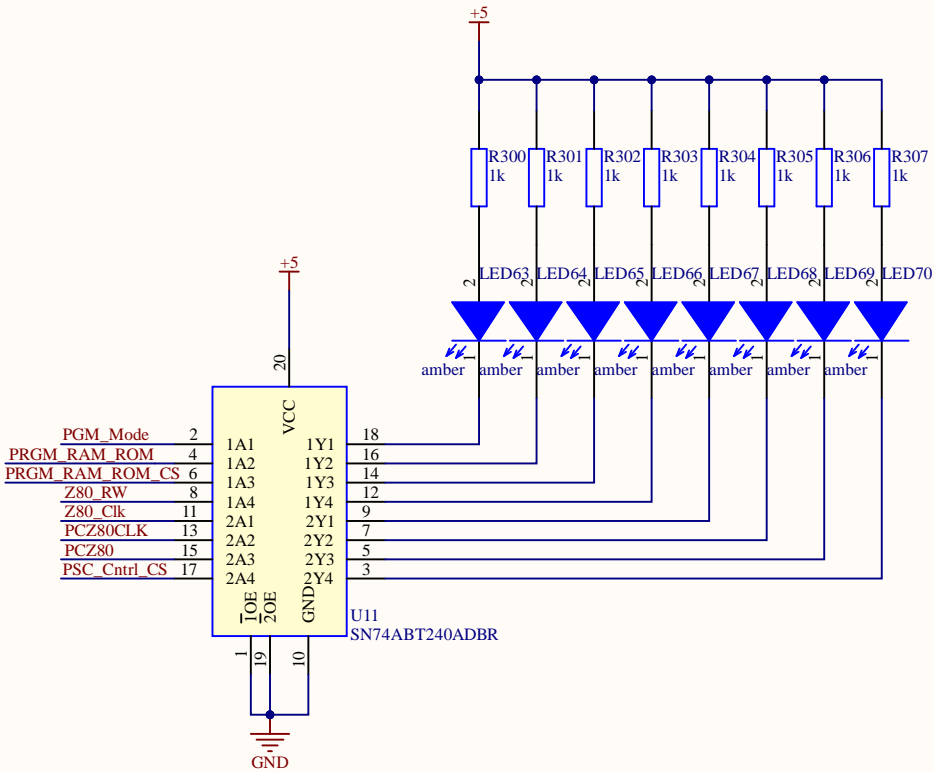 +5
R300 R301 R302 R303 R304 R305 R306 R307
1k 1k 1k 1k 1k 1k 1k 1k
+5
LED63 LED64 LED65 LED66 LED67 LED68 LED69 LED70
2 2 2 2 2 2 2 2
1 1 1 1 1 1 1 1
amber amber amber amber amber amber amber amber
20
VCC
PGM_Mode 2 1A1 1Y1 18
PRGM_RAM_ROM 4 1A2 1Y2 16
PRGM_RAM_ROM_CS 6 1A3 1Y3 14
Z80_RW 8 1A4 1Y4 12
Z80_Clk 11 2A1 2Y1 9
PCZ80CLK 13 2A2 2Y2 7
PCZ80 15 2A3 2Y3 5
PSC_Cntrl_CS 17 2A4 2Y4 3
1OE 2OE GND
U11
SN74ABT240ADBR
1 19 10
GND